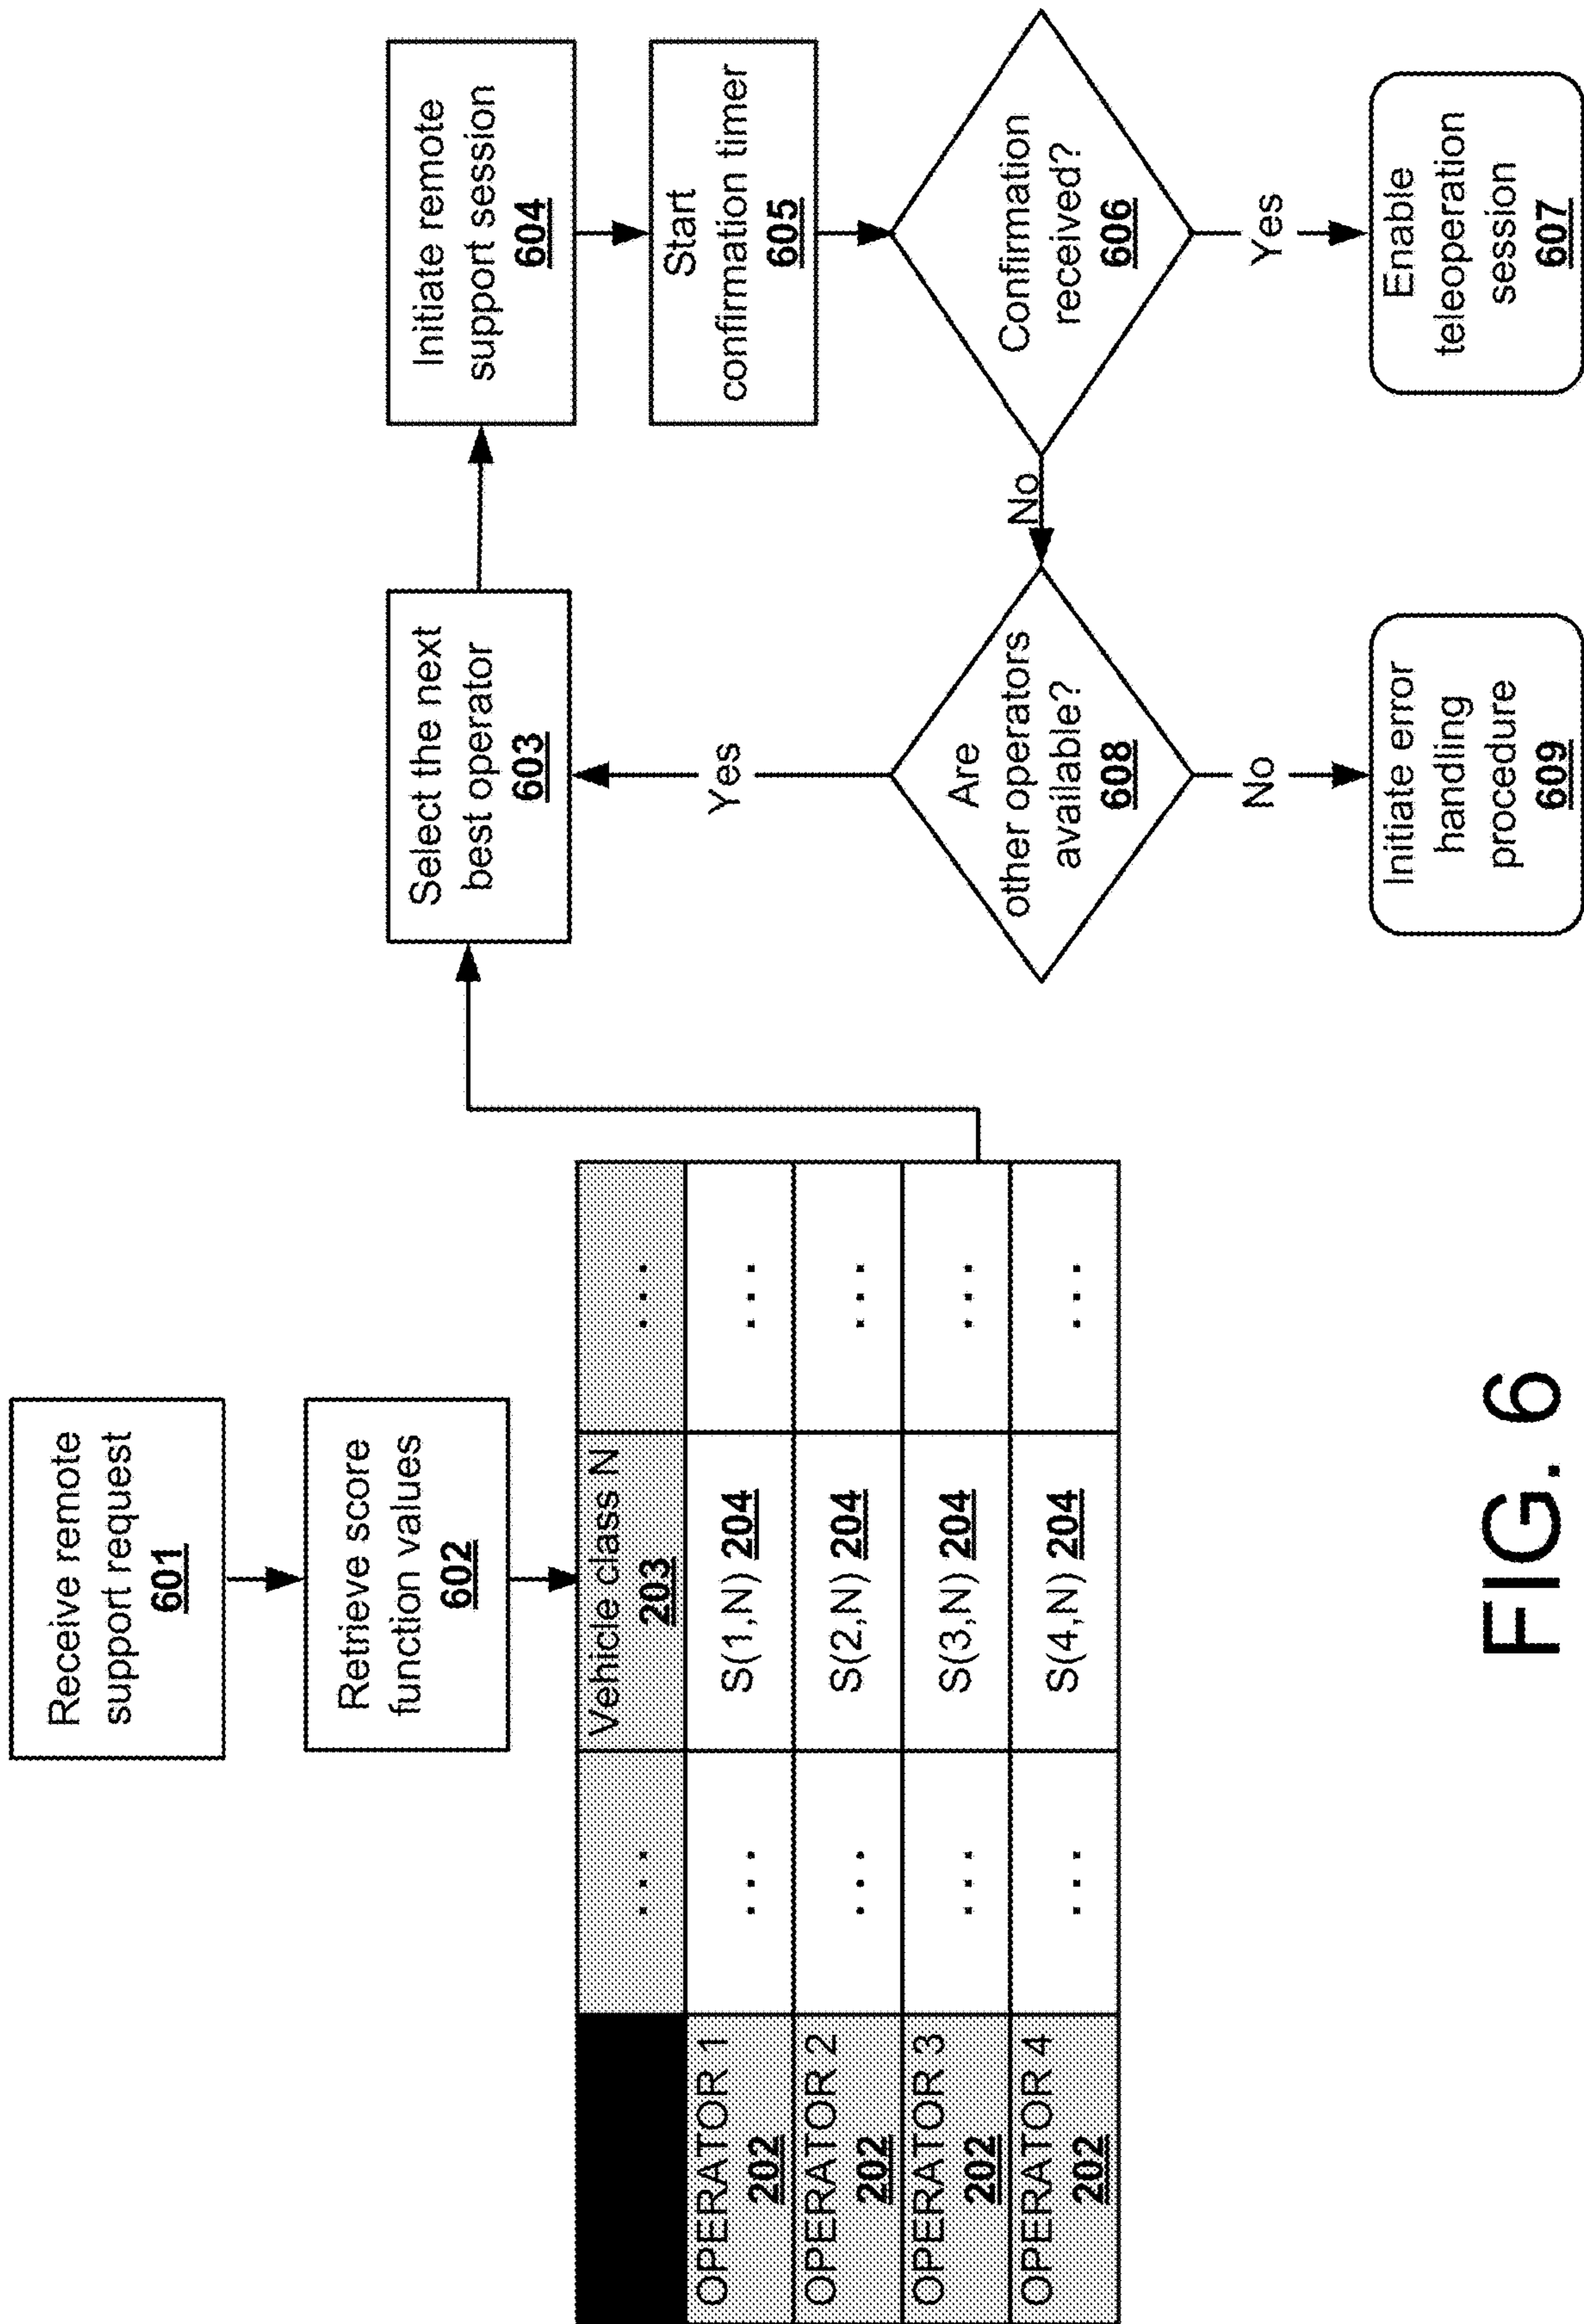 Receive remote
support request
601
Retrieve score
function values
602
... Vehicle class N ...
203
OPERATOR 1 ... S(1,N) 204 ...
202
OPERATOR 2 ... S(2,N) 204 ...
202
OPERATOR 3 ... S(3,N) 204 ...
202
OPERATOR 4 ... S(4,N) 204 ...
202
Select the next
best operator
603
Initiate remote
support session
604
Start
confirmation timer
605
Confirmation
received?
606
Yes
Enable
teleoperation
session
607
No
Are
other operators
available?
608
Yes
No
Initiate error
handling
procedure
609
FIG. 6